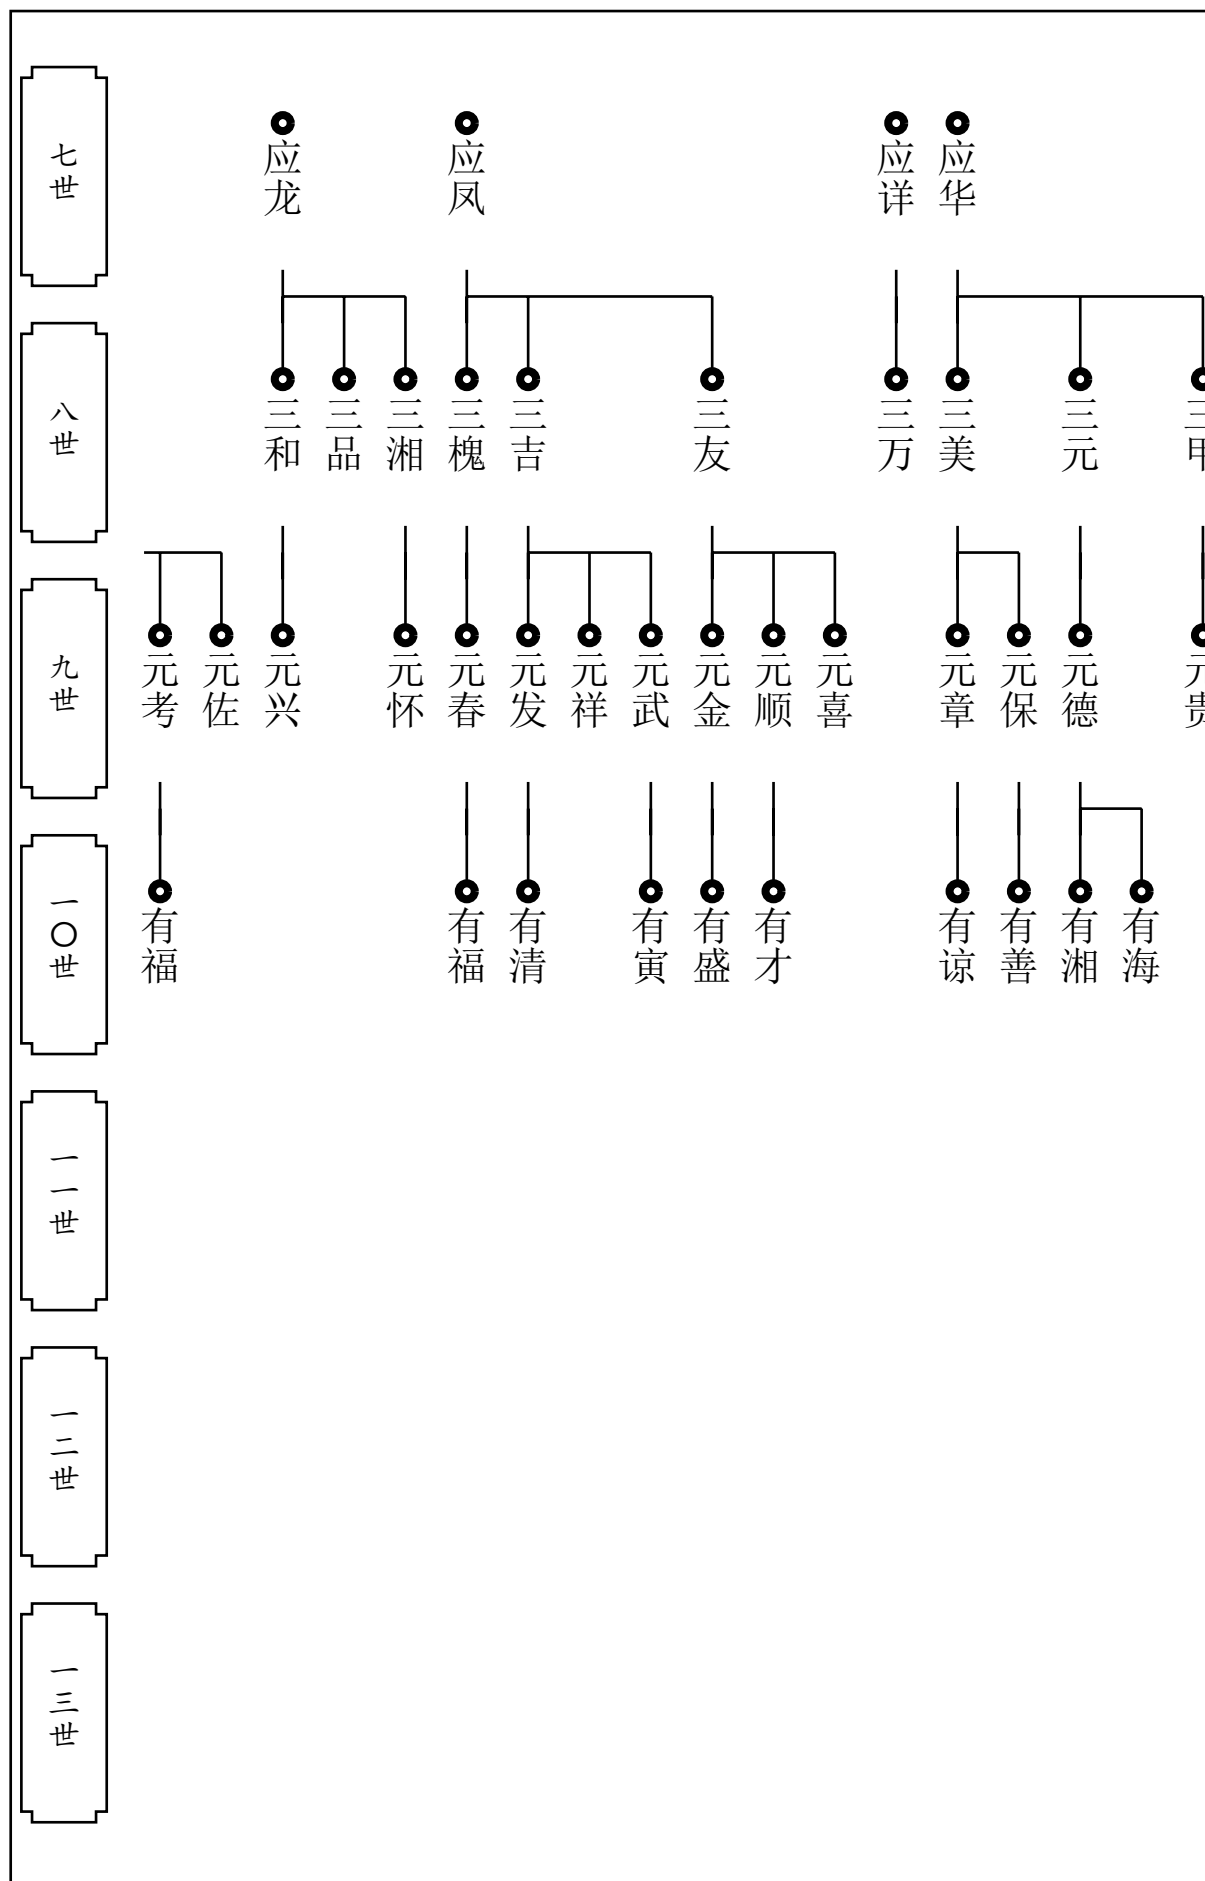 七世
应龙
应凤
应详
应华
八世
三和
三品
三湘
三槐
三吉
三友
三万
三美
三元
三甲
九世
元考
元佐
元兴
元怀
元春
元发
元祥
元武
元金
元顺
元喜
元章
元保
元德
元贵
一〇世
有福
有福
有清
有寅
有盛
有才
有谅
有善
有湘
有海
一一世
一二世
一三世